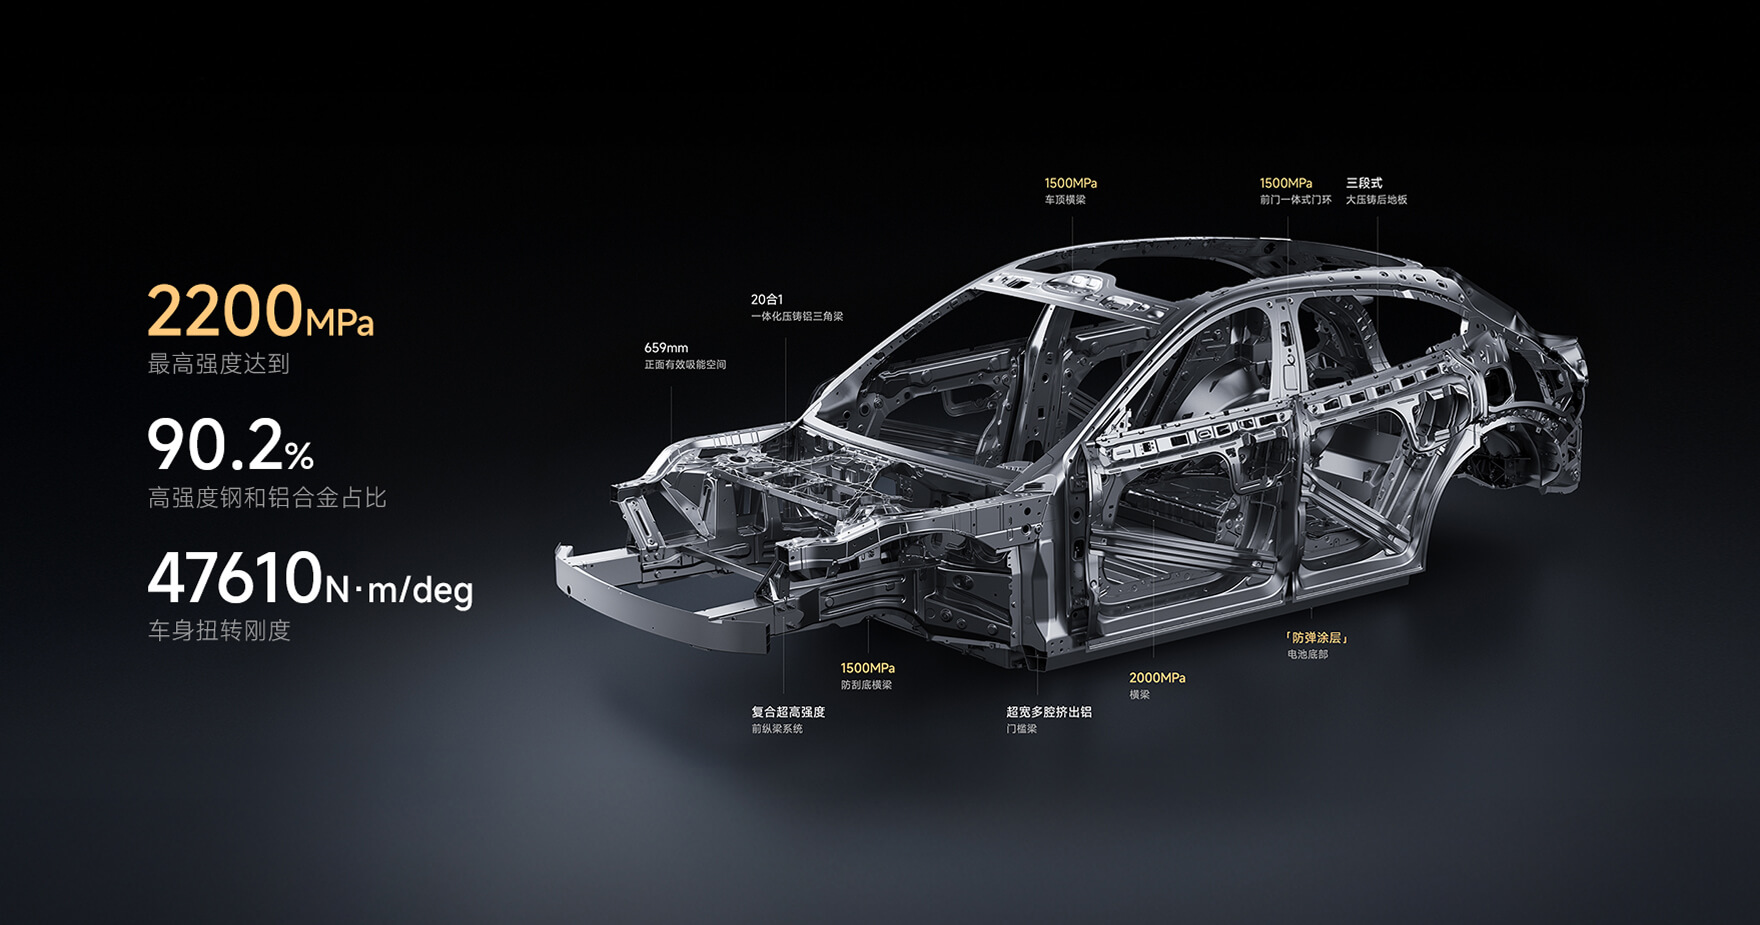 2200MPa
最高强度达到
90.2%
高强度钢和铝合金占比
47610N·m/deg
车身扭转刚度
659mm
正面有效吸能空间
20合1
一体化压铸铝三角梁
1500MPa
车顶横梁
1500MPa
前门一体式门环
三段式
大压铸后地板
复合超高强度
前纵梁系统
1500MPa
防刮底横梁
超宽多腔挤出铝
门槛梁
2000MPa
横梁
「防弹涂层」
电池底部